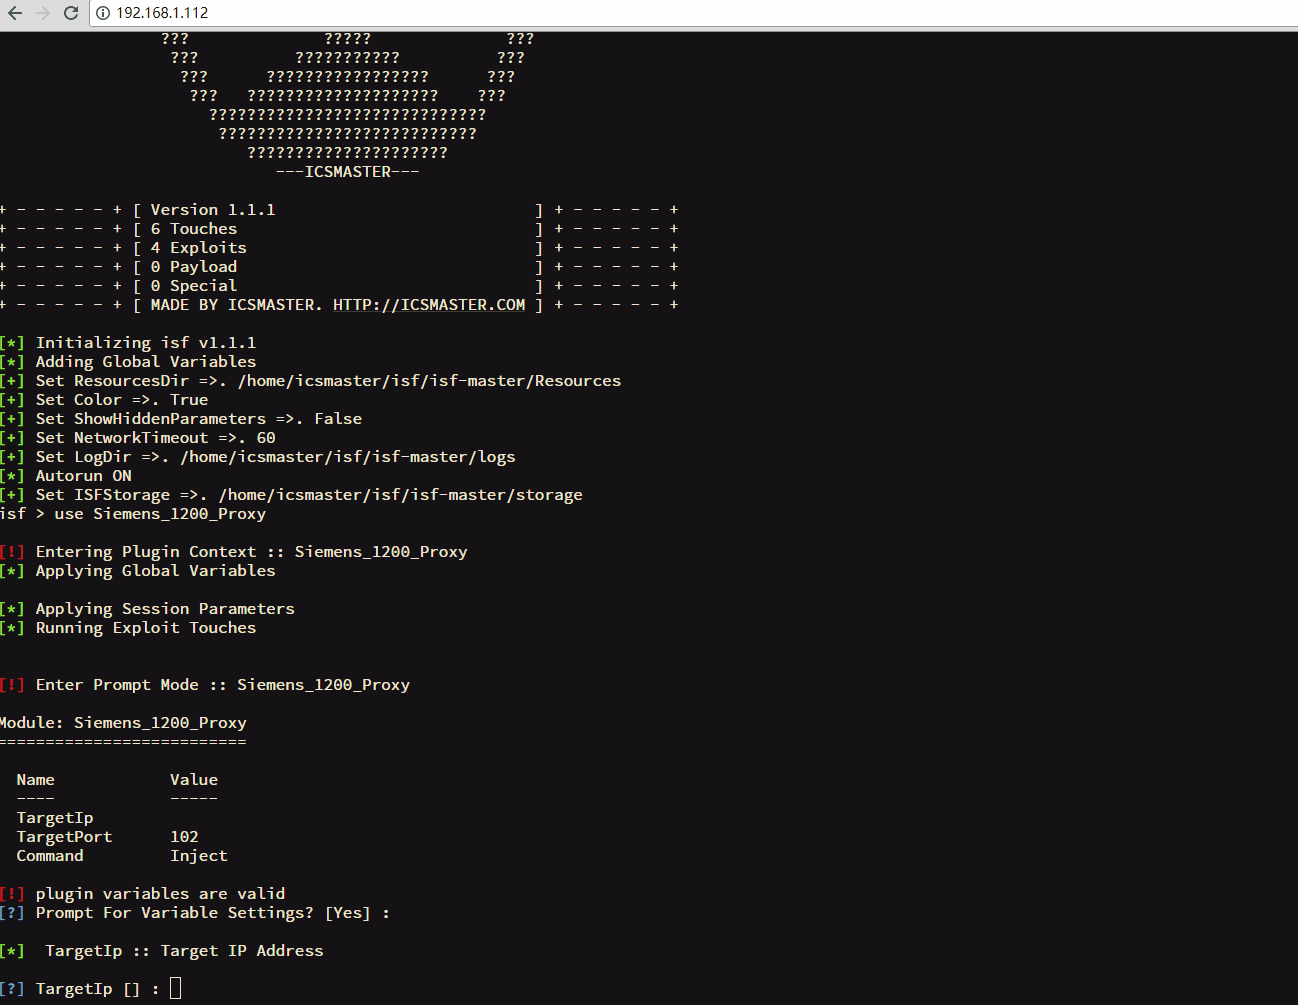 192.168.1.112
???              ?????              ???
???          ???????????          ???
???      ?????????????????      ???
???   ????????????????????    ???
?????????????????????????????
???????????????????????????
?????????????????????
---ICSMASTER---
+ - - - - - + [ Version 1.1.1 ] + - - - - - +
+ - - - - - + [ 6 Touches ] + - - - - - +
+ - - - - - + [ 4 Exploits ] + - - - - - +
+ - - - - - + [ 0 Payload ] + - - - - - +
+ - - - - - + [ 0 Special ] + - - - - - +
+ - - - - - + [ MADE BY ICSMASTER. HTTP://ICSMASTER.COM ] + - - - - - +
[*] Initializing isf v1.1.1
[*] Adding Global Variables
[+] Set ResourcesDir =>. /home/icsmaster/isf/isf-master/Resources
[+] Set Color =>. True
[+] Set ShowHiddenParameters =>. False
[+] Set NetworkTimeout =>. 60
[+] Set LogDir =>. /home/icsmaster/isf/isf-master/logs
[*] Autorun ON
[+] Set ISFStorage =>. /home/icsmaster/isf/isf-master/storage
isf > use Siemens_1200_Proxy
[!] Entering Plugin Context :: Siemens_1200_Proxy
[*] Applying Global Variables
[*] Applying Session Parameters
[*] Running Exploit Touches
[!] Enter Prompt Mode :: Siemens_1200_Proxy
Module: Siemens_1200_Proxy
==========================
Name            Value
----            -----
TargetIp
TargetPort      102
Command         Inject
[!] plugin variables are valid
[?] Prompt For Variable Settings? [Yes] :
[*]  TargetIp :: Target IP Address
[?] TargetIp [] :